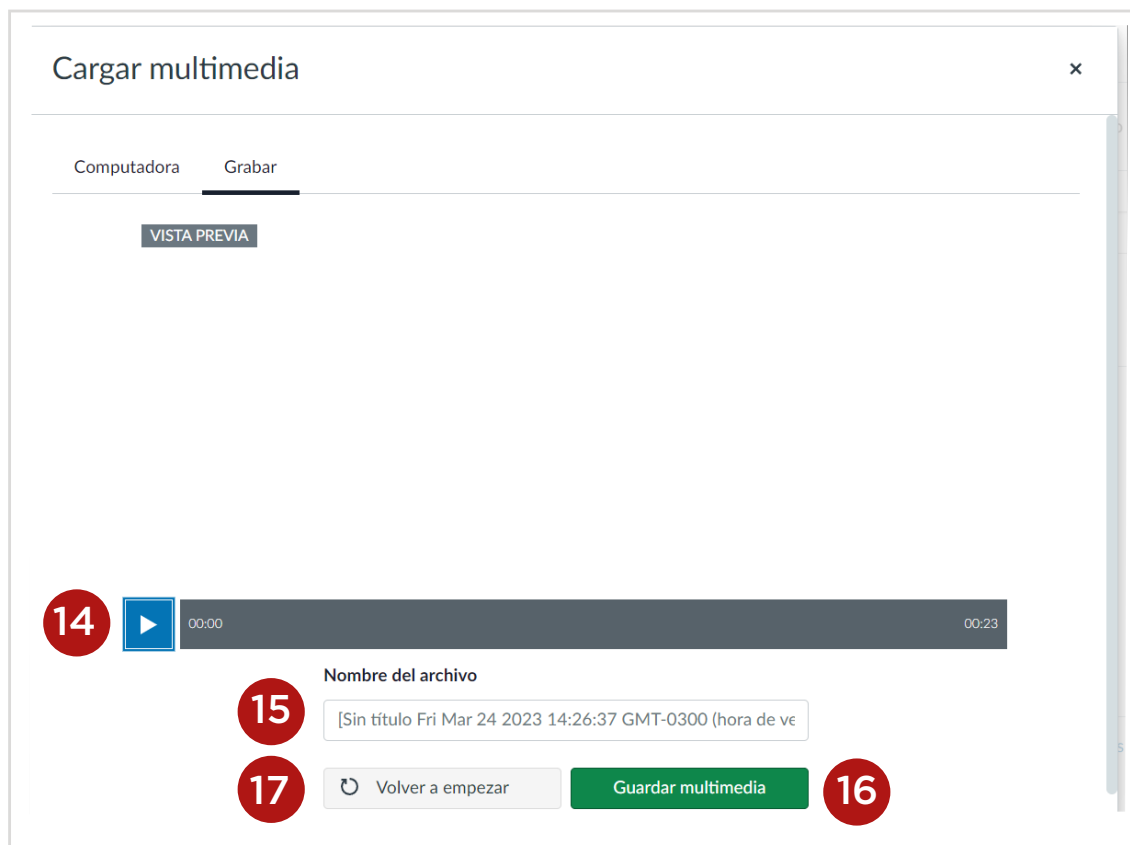 Cargar multimedia
×
Computadora Grabar
VISTA PREVIA
14 00:00 00:23
Nombre del archivo
15 [Sin título Fri Mar 24 2023 14:26:37 GMT-0300 (hora de ve
17 Volver a empezar Guardar multimedia 16